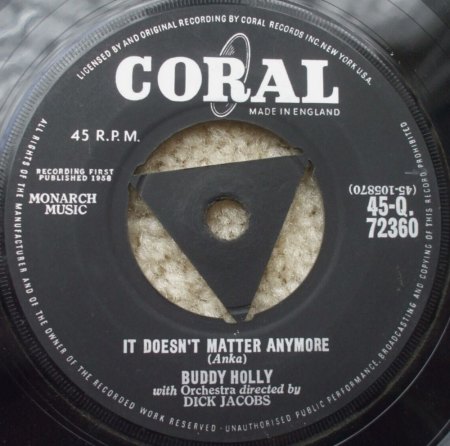 LICENSED BY AND ORIGINAL RECORDING BY CORAL RECORDS INC. NEW YORK U.S.A.
CORAL
MADE IN ENGLAND
45 R.P.M.
RECORDING FIRST
PUBLISHED 1958
MONARCH
MUSIC
(45-105870)
45-Q.
72360
IT DOESN'T MATTER ANYMORE
(Anka)
BUDDY HOLLY
with Orchestra directed by
DICK JACOBS
ALL RIGHTS OF THE MANUFACTURER AND OF THE OWNER OF THE RECORDED WORK RESERVED - UNAUTHORISED PUBLIC PERFORMANCE, BROADCASTING AND COPYING OF THIS RECORD PROHIBITED